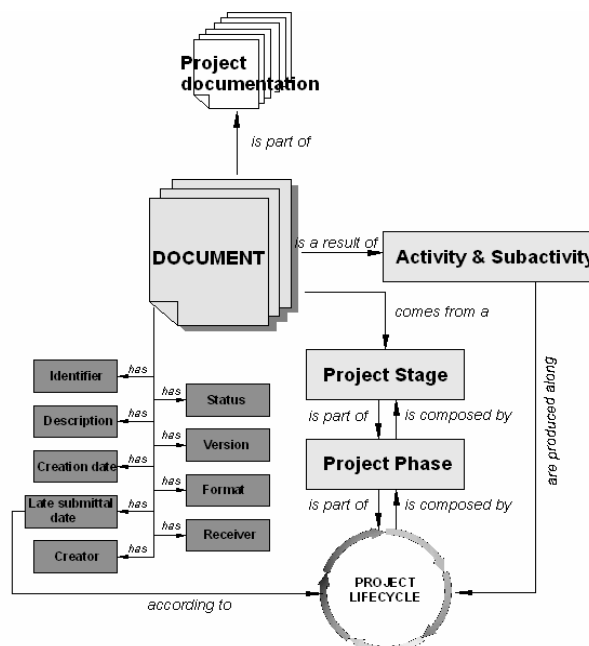 Project
documentation
is part of
DOCUMENT
is a result of
Activity & Subactivity
comes from a
are produced along
Identifier
has
Description
has
Creation date
has
Late submittal
date
has
Creator
has
has
Status
has
Version
has
Format
has
Receiver
Project Stage
is part of
is composed by
Project Phase
is part of
is composed by
PROJECT
LIFECYCLE
according to